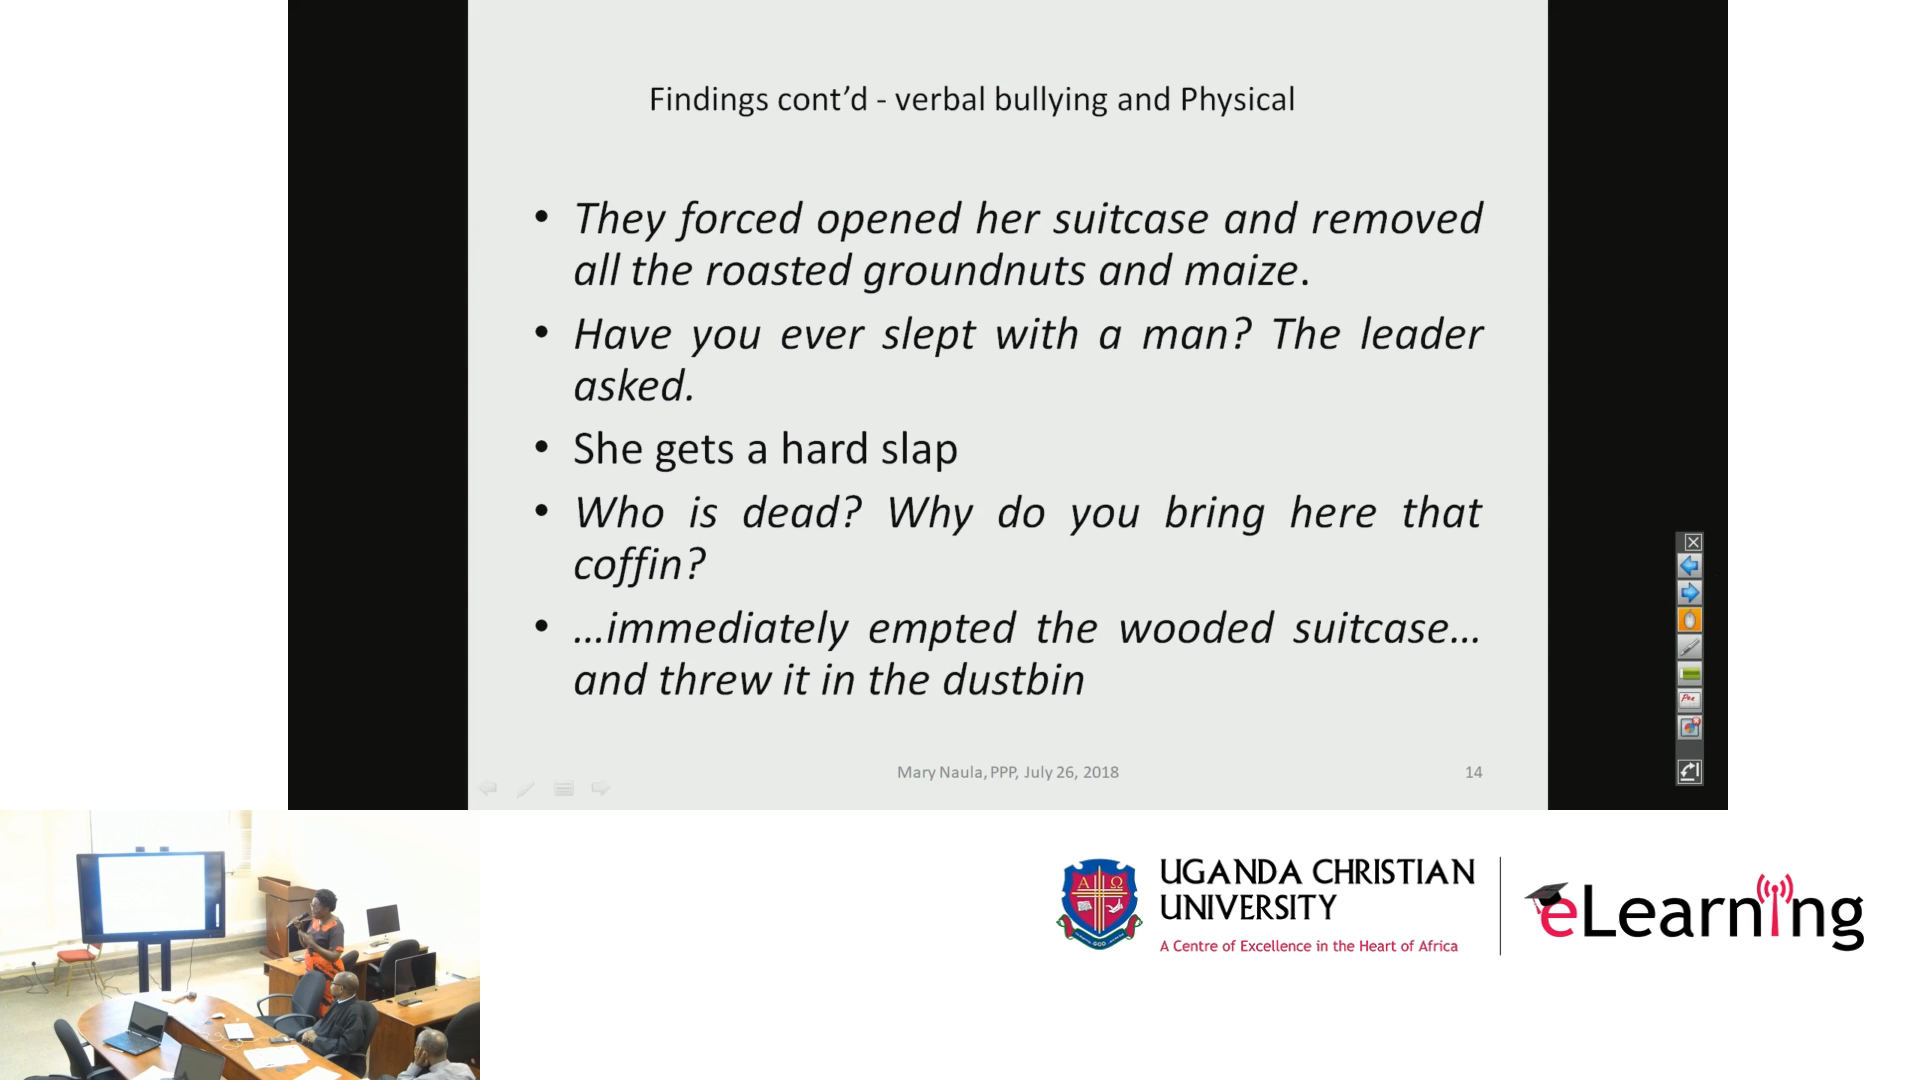 Findings cont’d - verbal bullying and Physical
• They forced opened her suitcase and removed
all the roasted groundnuts and maize.
• Have you ever slept with a man? The leader
asked.
• She gets a hard slap
• Who is dead? Why do you bring here that
coffin?
• …immediately empted the wooded suitcase…
and threw it in the dustbin
Mary Naula, PPP, July 26, 2018
14
UGANDA CHRISTIAN
UNIVERSITY
A Centre of Excellence in the Heart of Africa
eLearning
A Ω
GOD
Pen